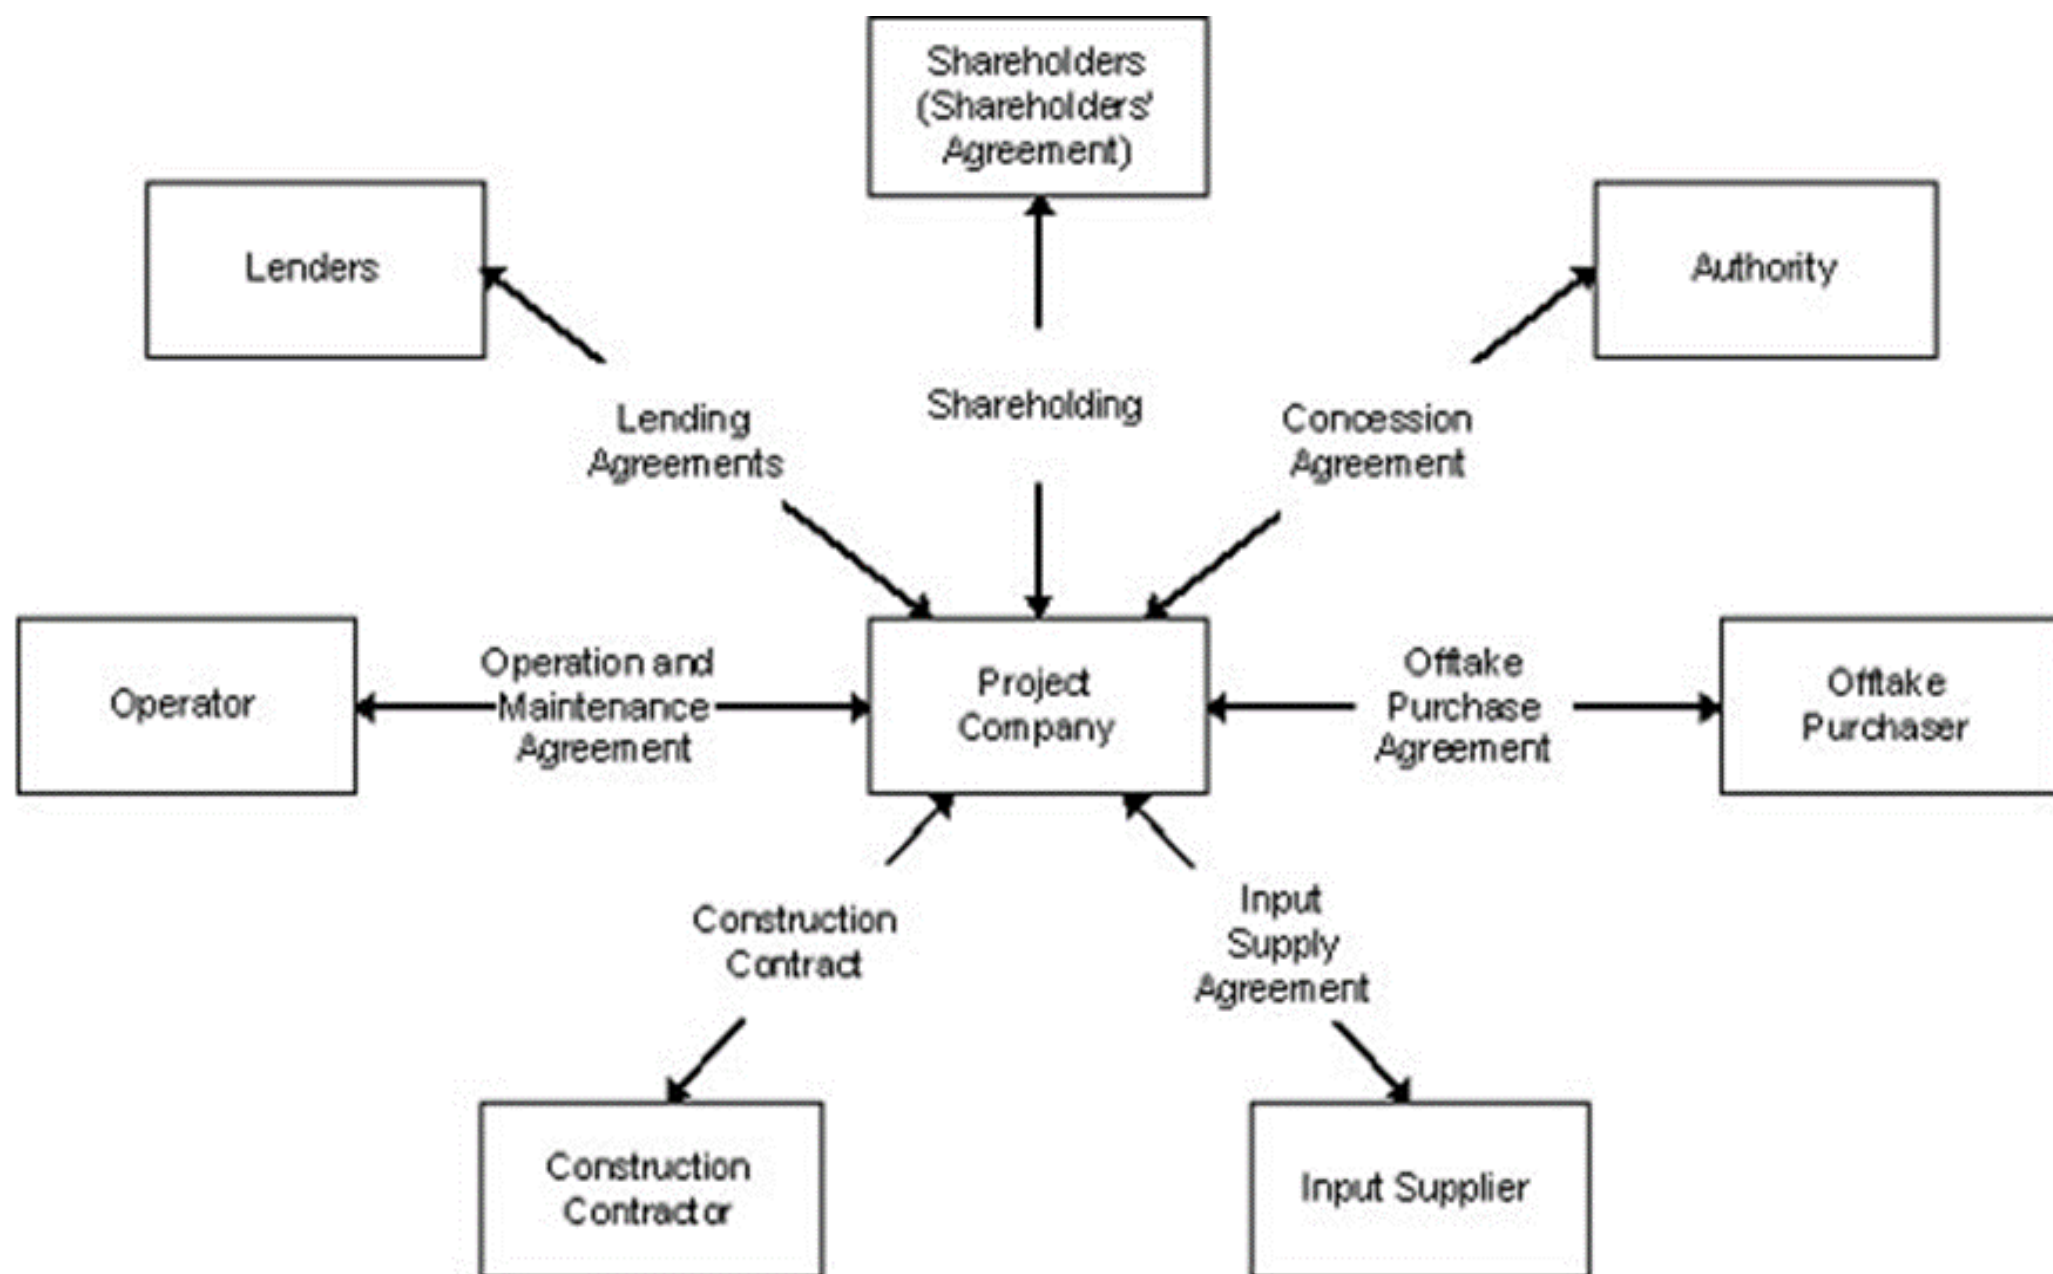 Shareholders
(Shareholders'
Agreement)
Lenders
Authority
Shareholding
Lending
Agreements
Concession
Agreement
Operator
Operation and
Maintenance
Agreement
Project
Company
Offtake
Purchase
Agreement
Offtake
Purchaser
Construction
Contract
Input
Supply
Agreement
Construction
Contractor
Input Supplier